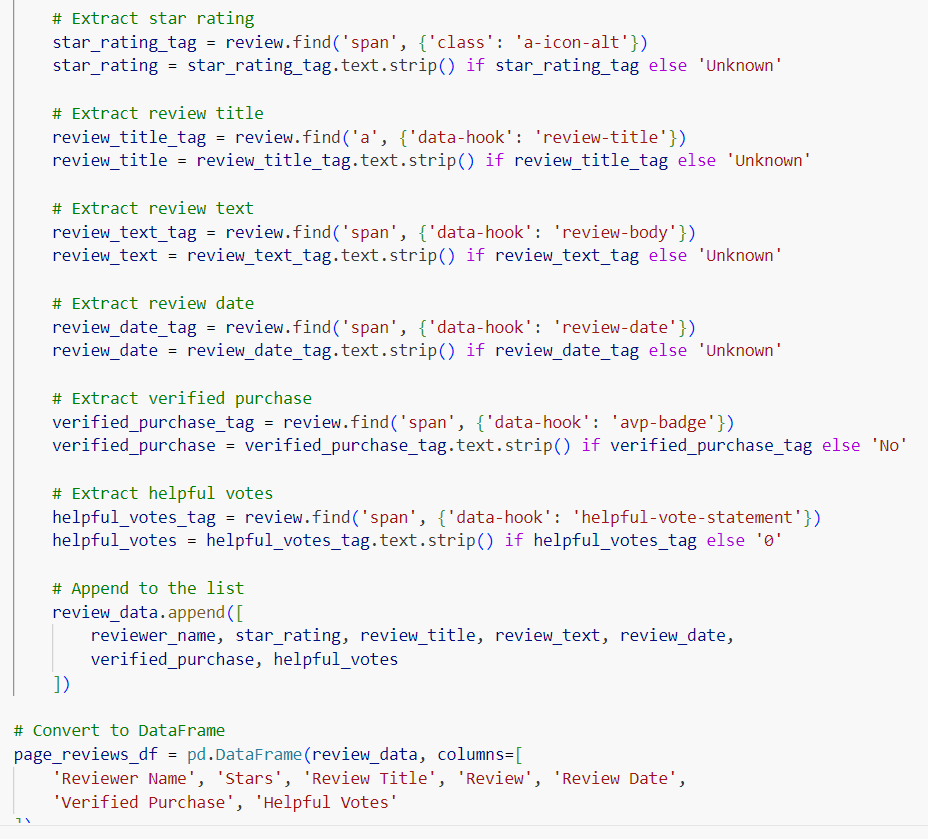 # Extract star rating
star_rating_tag = review.find('span', {'class': 'a-icon-alt'})
star_rating = star_rating_tag.text.strip() if star_rating_tag else 'Unknown'
# Extract review title
review_title_tag = review.find('a', {'data-hook': 'review-title'})
review_title = review_title_tag.text.strip() if review_title_tag else 'Unknown'
# Extract review text
review_text_tag = review.find('span', {'data-hook': 'review-body'})
review_text = review_text_tag.text.strip() if review_text_tag else 'Unknown'
# Extract review date
review_date_tag = review.find('span', {'data-hook': 'review-date'})
review_date = review_date_tag.text.strip() if review_date_tag else 'Unknown'
# Extract verified purchase
verified_purchase_tag = review.find('span', {'data-hook': 'avp-badge'})
verified_purchase = verified_purchase_tag.text.strip() if verified_purchase_tag else 'No'
# Extract helpful votes
helpful_votes_tag = review.find('span', {'data-hook': 'helpful-vote-statement'})
helpful_votes = helpful_votes_tag.text.strip() if helpful_votes_tag else '0'
# Append to the list
review_data.append([
reviewer_name, star_rating, review_title, review_text, review_date,
verified_purchase, helpful_votes
])
# Convert to DataFrame
page_reviews_df = pd.DataFrame(review_data, columns=[
'Reviewer Name', 'Stars', 'Review Title', 'Review', 'Review Date',
'Verified Purchase', 'Helpful Votes'
])